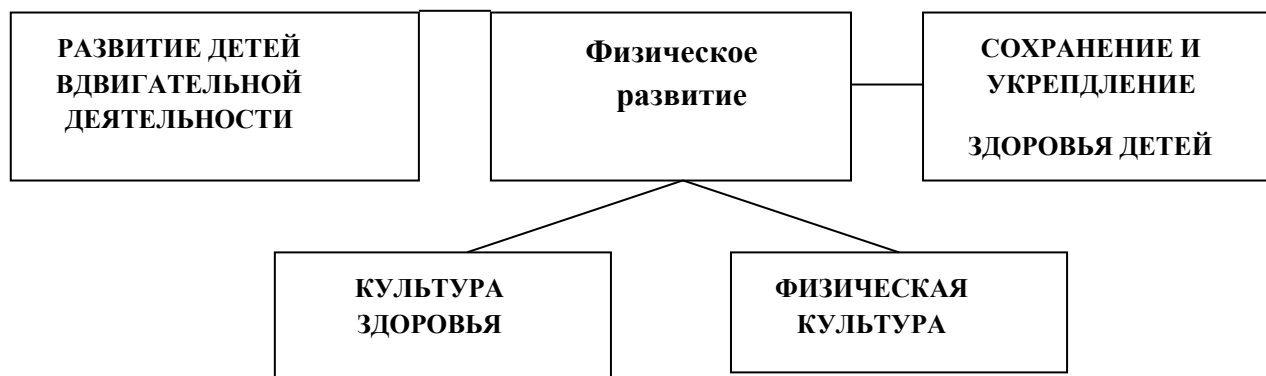 РАЗВИТИЕ ДЕТЕЙ
ВДВИГАТЕЛЬНОЙ
ДЕЯТЕЛЬНОСТИ
Физическое
развитие
СОХРАНЕНИЕ И
УКРЕПДЛЕНИЕ
ЗДОРОВЬЯ ДЕТЕЙ
КУЛЬТУРА
ЗДОРОВЬЯ
ФИЗИЧЕСКАЯ
КУЛЬТУРА